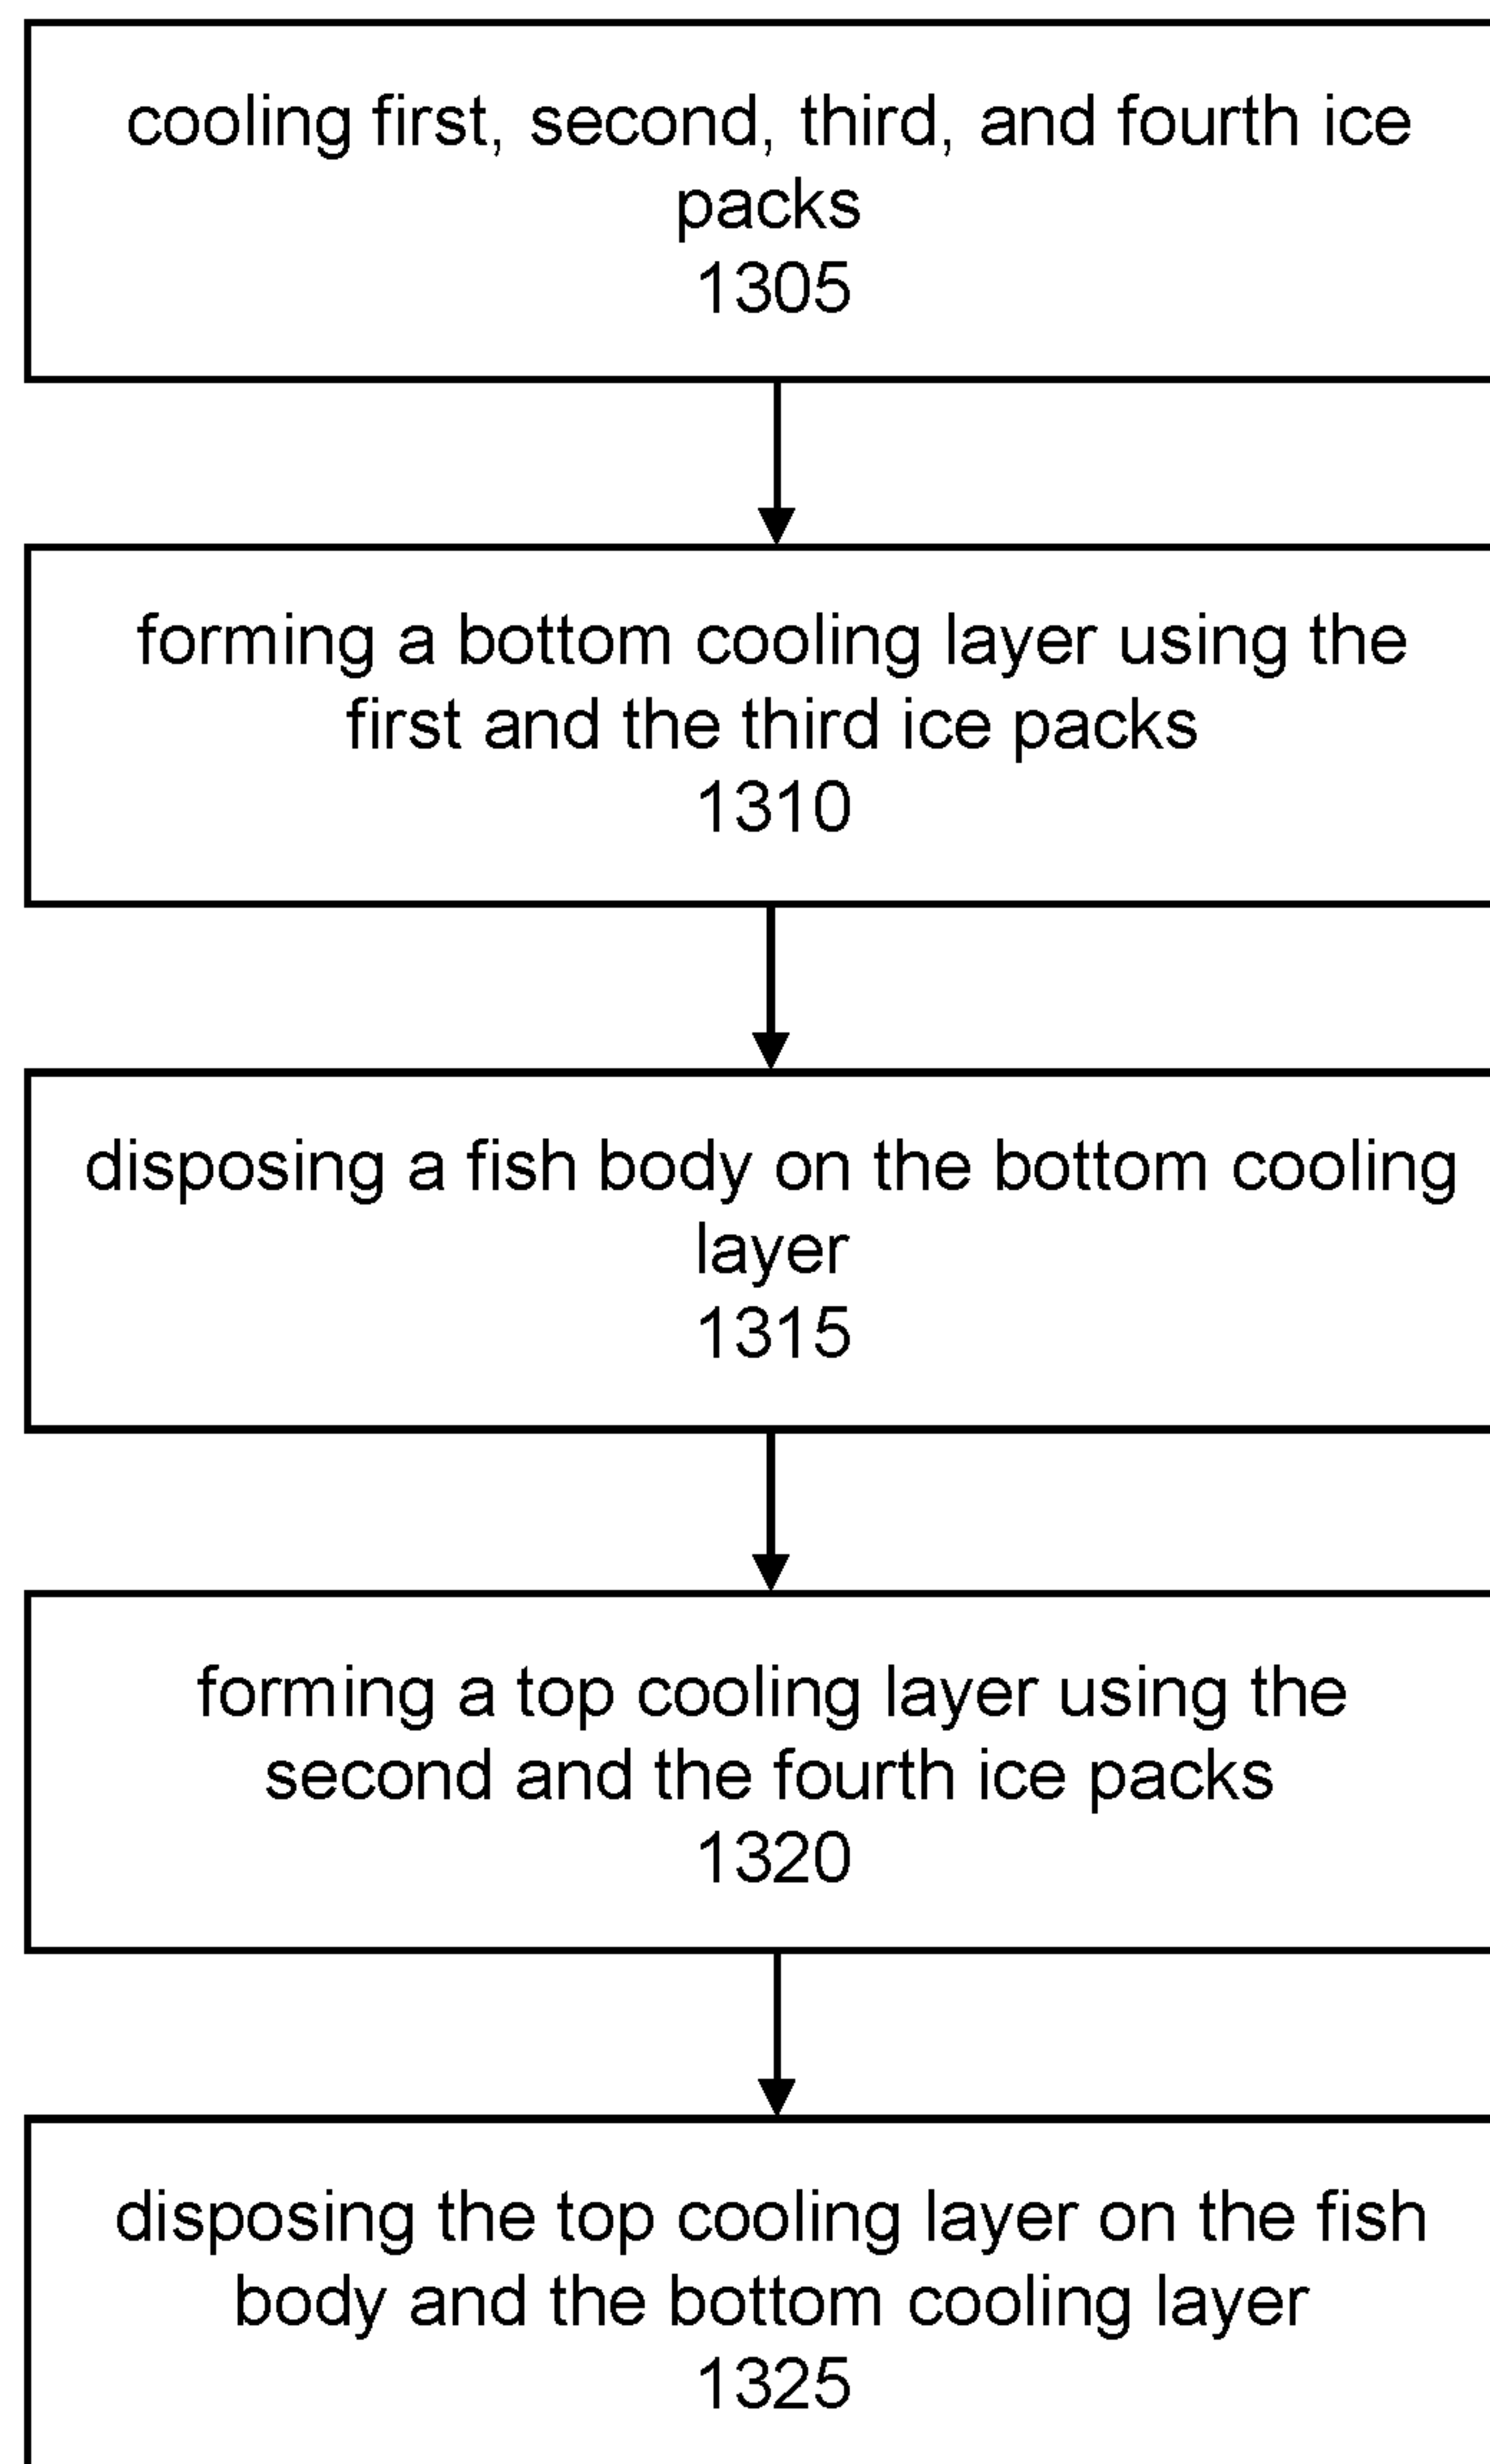 cooling first, second, third, and fourth ice
packs
1305
forming a bottom cooling layer using the
first and the third ice packs
1310
disposing a fish body on the bottom cooling
layer
1315
forming a top cooling layer using the
second and the fourth ice packs
1320
disposing the top cooling layer on the fish
body and the bottom cooling layer
1325